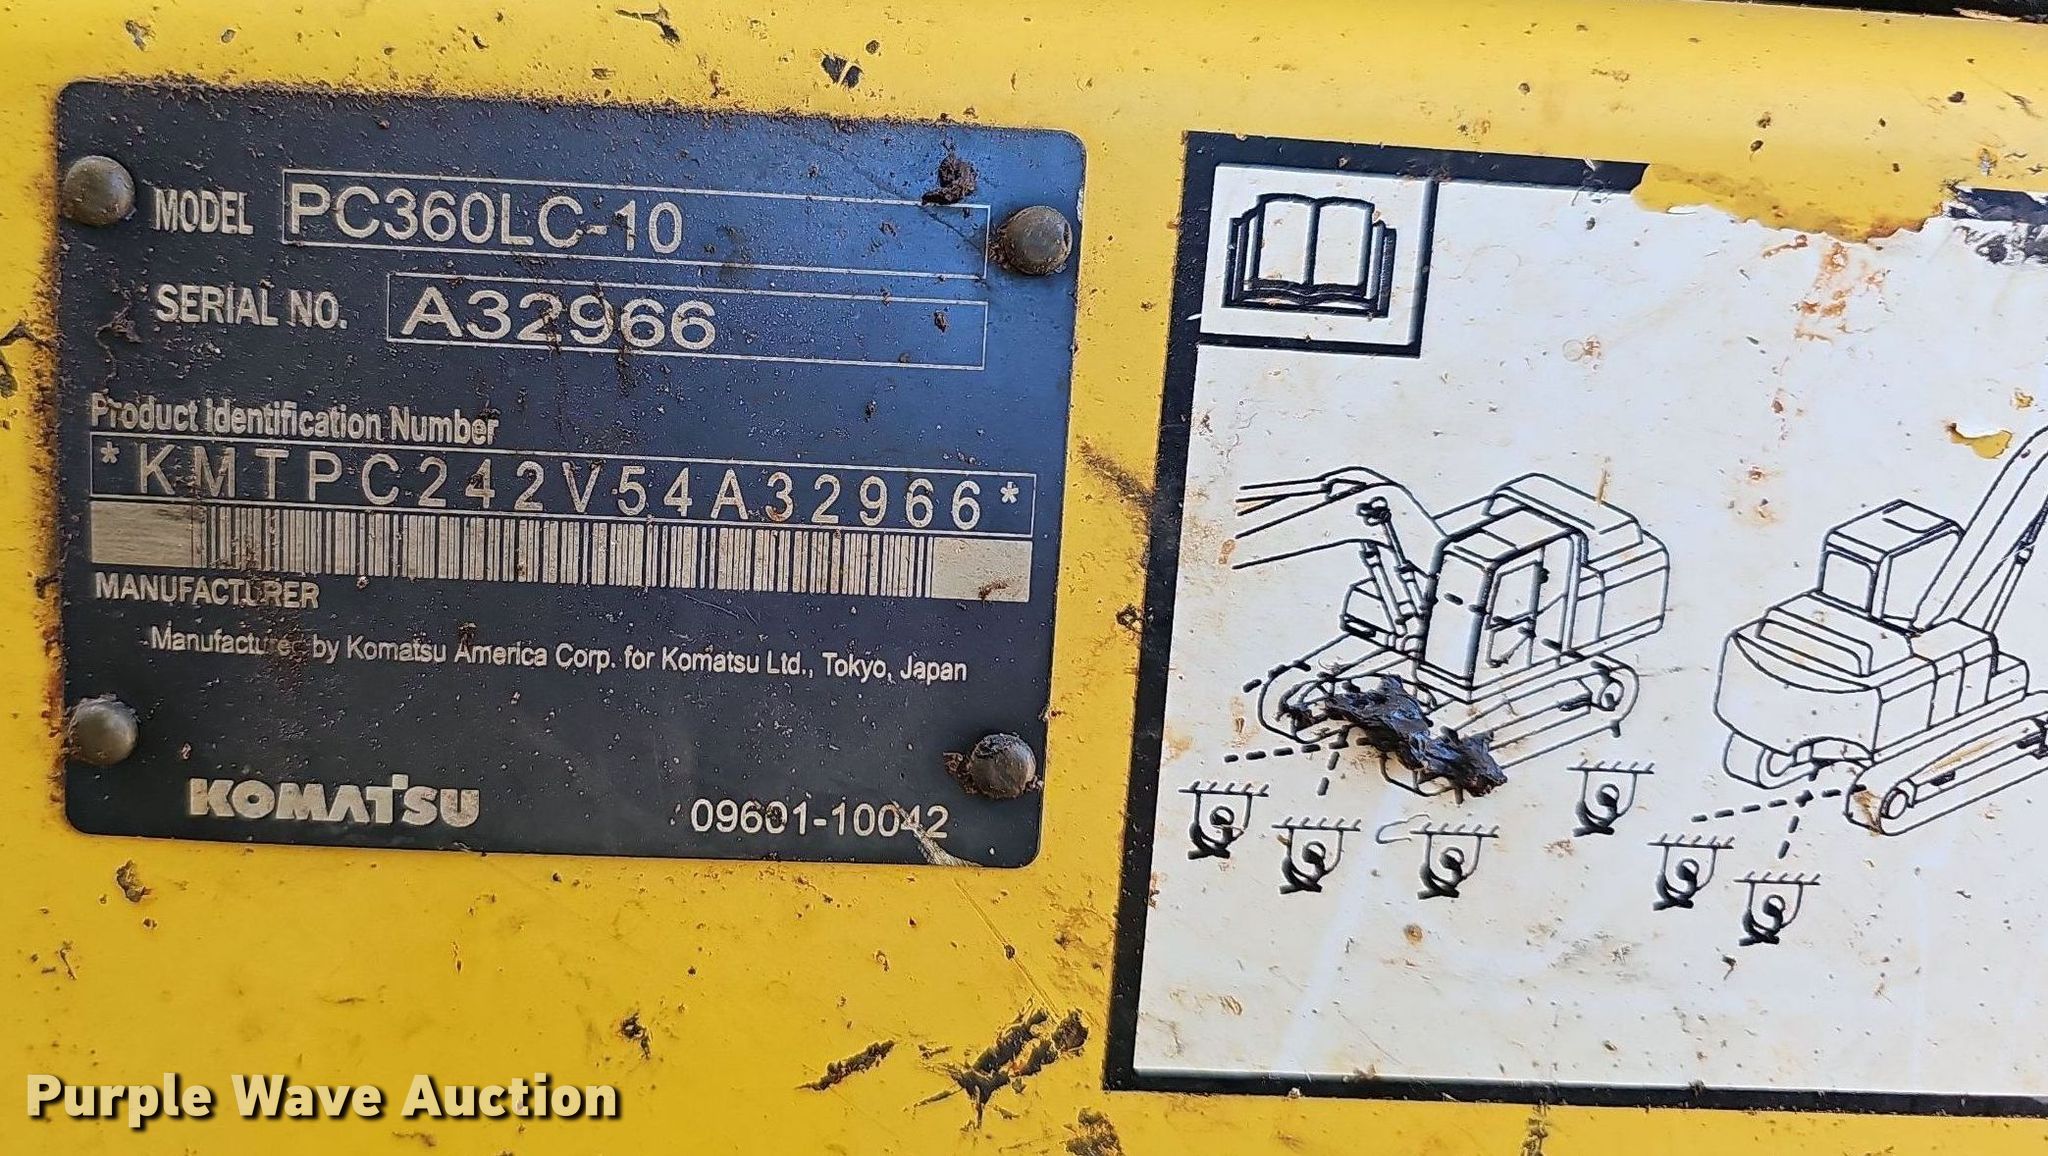 MODEL PC360LC-10
SERIAL NO. A32966
Product Identification Number
*KMTPC242V54A32966*
MANUFACTURER
Manufactured by Komatsu America Corp. for Komatsu Ltd., Tokyo, Japan
KOMATSU 09601-10042
Purple Wave Auction